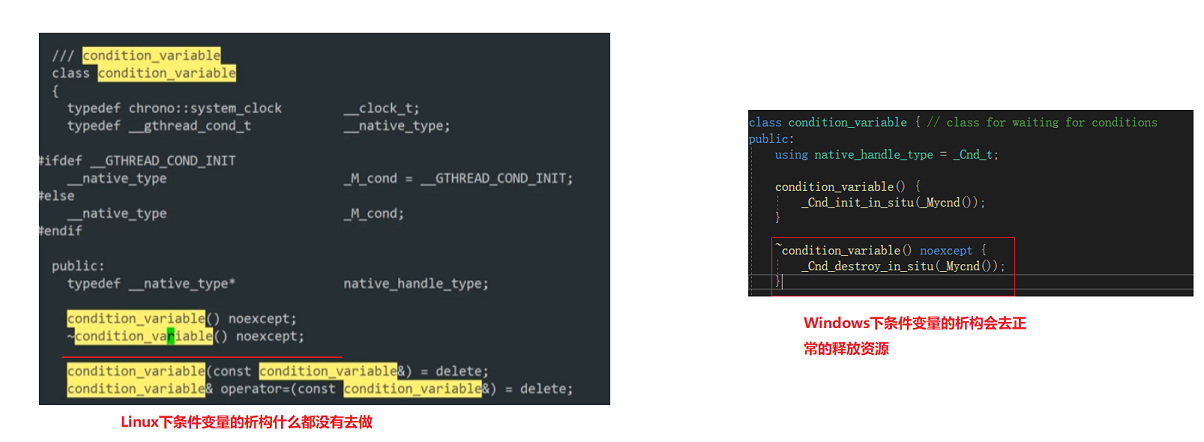 /// condition_variable
class condition_variable
{
typedef chrono::system_clock __clock_t;
typedef __gthread_cond_t __native_type;
#ifdef __GTHREAD_COND_INIT
__native_type _M_cond = __GTHREAD_COND_INIT;
#else
__native_type _M_cond;
#endif
public:
typedef __native_type* native_handle_type;
condition_variable() noexcept;
~condition_variable() noexcept;
condition_variable(const condition_variable&) = delete;
condition_variable& operator=(const condition_variable&) = delete;
Linux下条件变量的析构什么都没有去做
class condition_variable { // class for waiting for conditions
public:
using native_handle_type = _Cnd_t;
condition_variable() {
_Cnd_init_in_situ(_Mycnd());
}
~condition_variable() noexcept {
_Cnd_destroy_in_situ(_Mycnd());
}
Windows下条件变量的析构会去正
常的释放资源